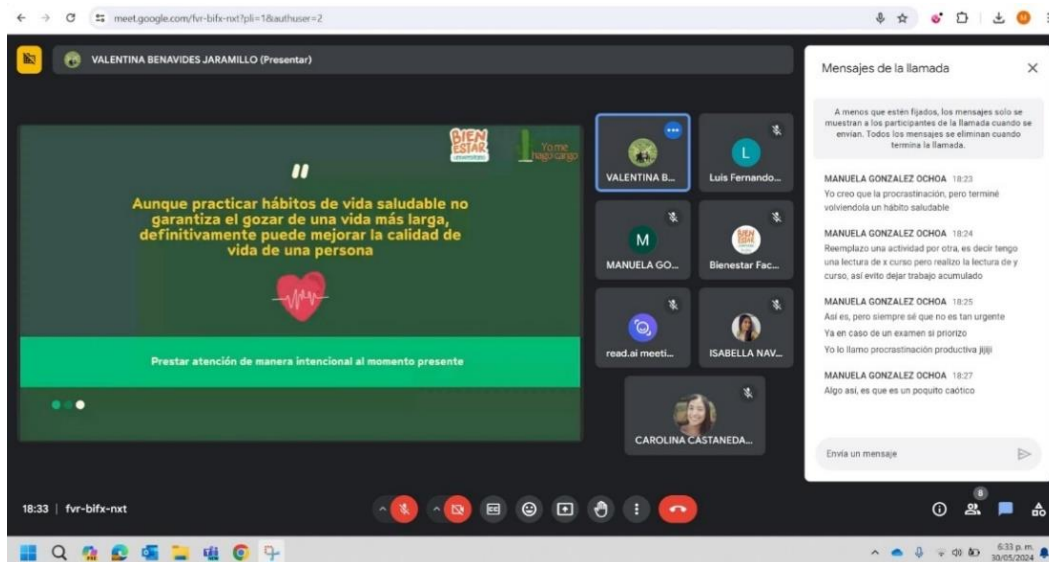 meet.google.com/fvr-bifx-nxt?pli=1&authuser=2
VALENTINA BENAVIDES JARAMILLO (Presentar)
BIEN
ESTAR
Yo me
hago cargo
"
Aunque practicar hábitos de vida saludable no
garantiza el gozar de una vida más larga,
definitivamente puede mejorar la calidad de
vida de una persona
Prestar atención de manera intencional al momento presente
VALENTINA B...
L
Luis Fernando...
M
MANUELA GO...
BIEN
ESTAR
Bienestar Fac...
read.ai meeti...
ISABELLA NAV...
CAROLINA CASTANEDA...
Mensajes de la llamada
A menos que estén fijados, los mensajes solo se
muestran a los participantes de la llamada cuando se
envían. Todos los mensajes se eliminan cuando
termina la llamada.
MANUELA GONZALEZ OCHOA 18:23
Yo creo que la procrastinación, pero terminé
volviendola un hábito saludable
MANUELA GONZALEZ OCHOA 18:24
Reemplazo una actividad por otra, es decir tengo
una lectura de x curso pero realizo la lectura de y
curso, así evito dejar trabajo acumulado
MANUELA GONZALEZ OCHOA 18:25
Así es, pero siempre sé que no es tan urgente
Ya en caso de un examen si priorizo
Yo lo llamo procrastinación productiva jijiji
MANUELA GONZALEZ OCHOA 18:27
Algo así, es que es un poquito caótico
Envía un mensaje
18:33 | fvr-bifx-nxt
8
6:33 p. m.
30/05/2024